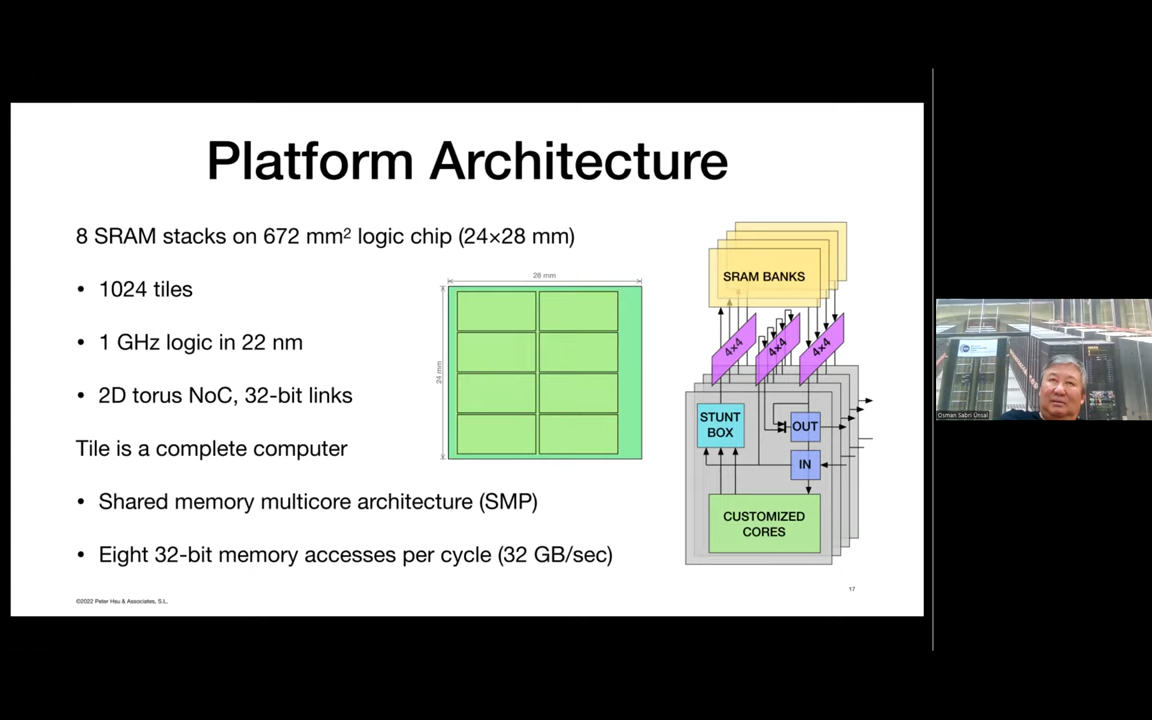 Platform Architecture
8 SRAM stacks on 672 mm² logic chip (24×28 mm)
• 1024 tiles
• 1 GHz logic in 22 nm
• 2D torus NoC, 32-bit links
Tile is a complete computer
• Shared memory multicore architecture (SMP)
• Eight 32-bit memory accesses per cycle (32 GB/sec)
28 mm
24 mm
SRAM BANKS
4×4
4×4
4×4
STUNT
BOX
OUT
IN
CUSTOMIZED
CORES
©2022 Peter Hsu & Associates, S.L.
17
Osman Sabri Ünsal